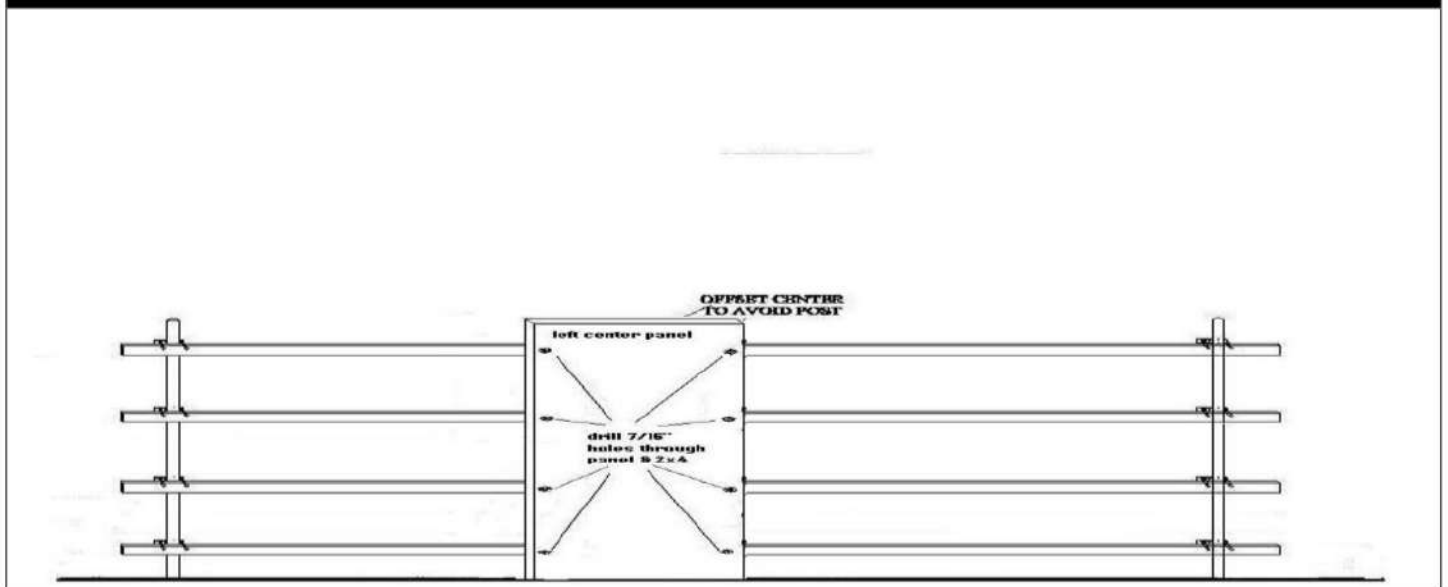 OFFSET CENTER
TO AVOID POST
left center panel
drill 7/16"
holes through
panel & 2x4